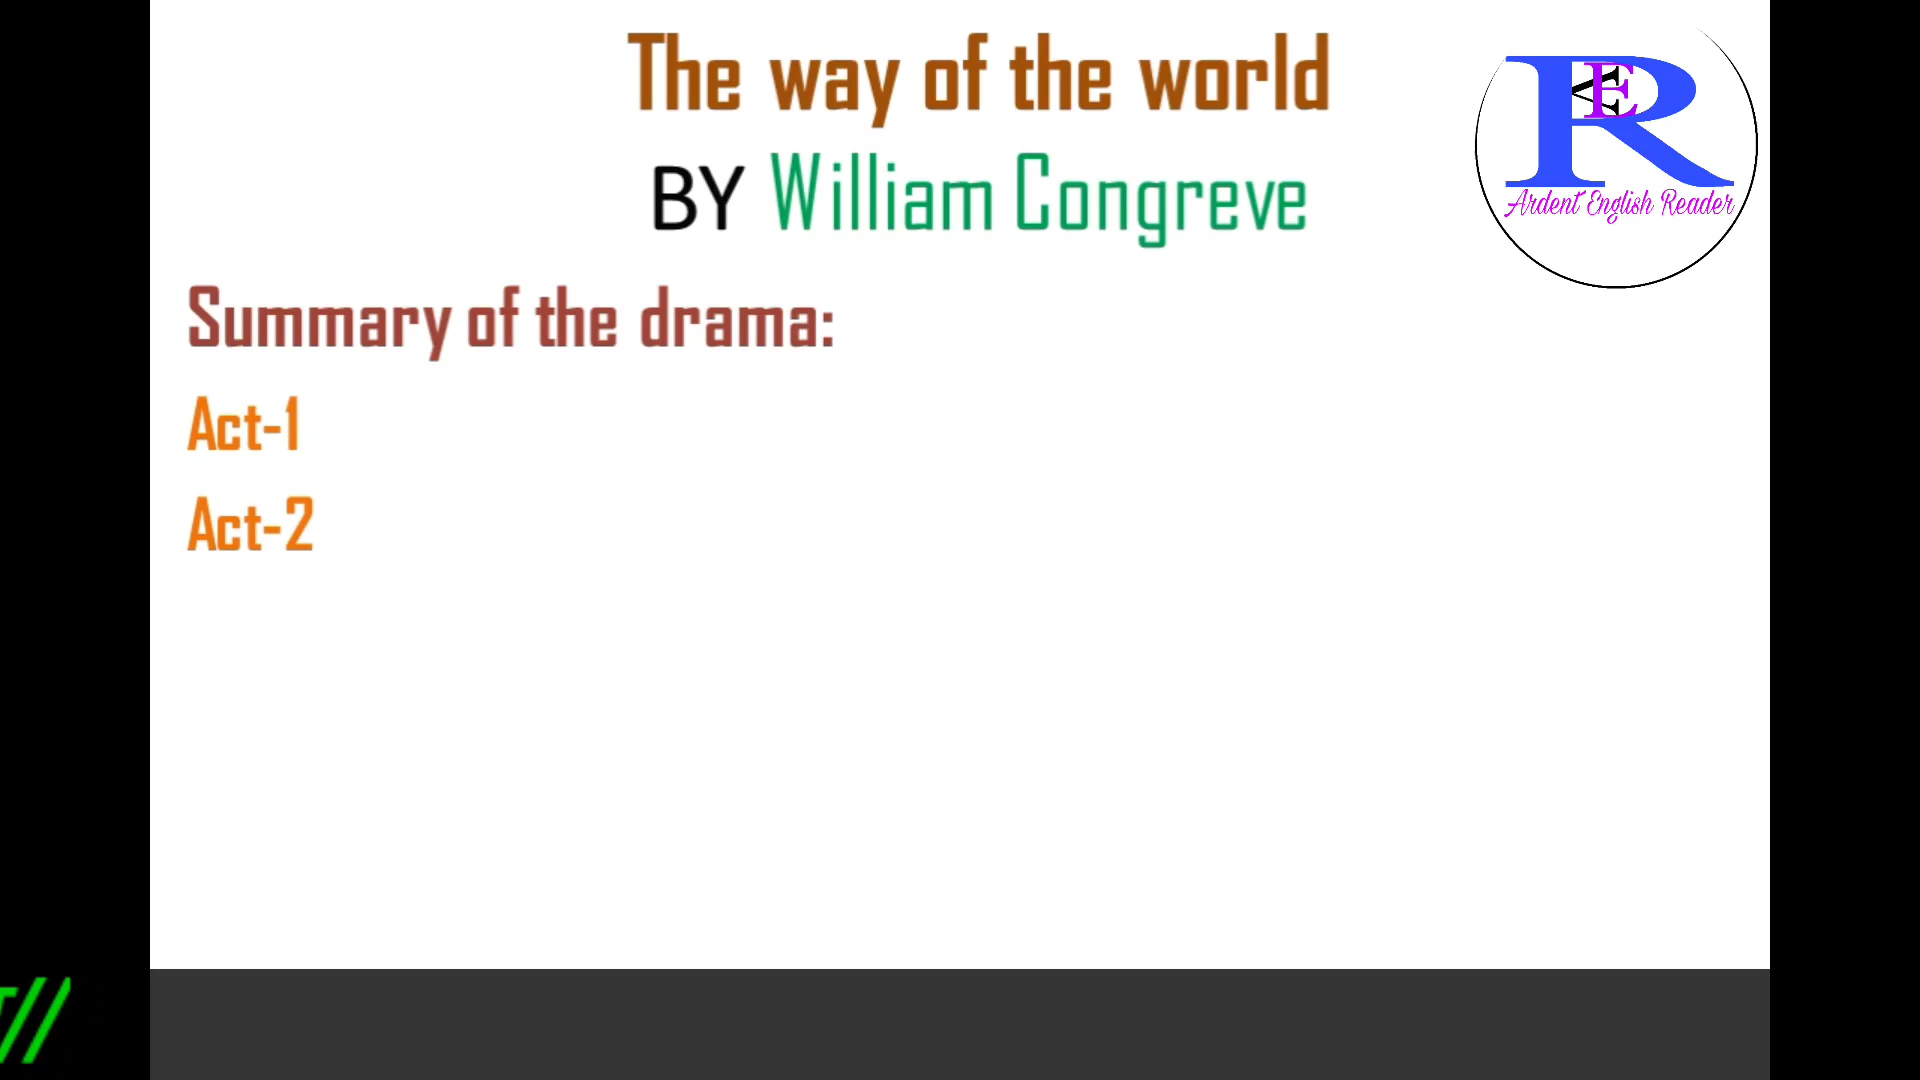 The way of the world
BY William Congreve
AER
Ardent English Reader
Summary of the drama:
Act-1
Act-2
//